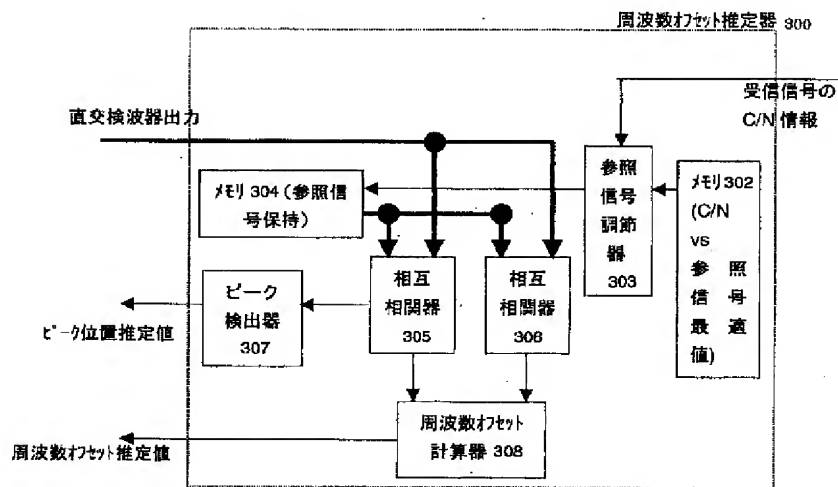 周波数オフセット推定器 300
受信信号の
C/N 情報
直交検波器出力
メモリ 304 (参照信
号保持)
参照
信号
調節
器
303
メモリ302
(C/N
vs
参照
信号
最適
値)
ピーク
検出器
307
相互
相関器
305
相互
相関器
306
ピーク位置推定値
周波数オフセット
計算器 308
周波数オフセット推定値